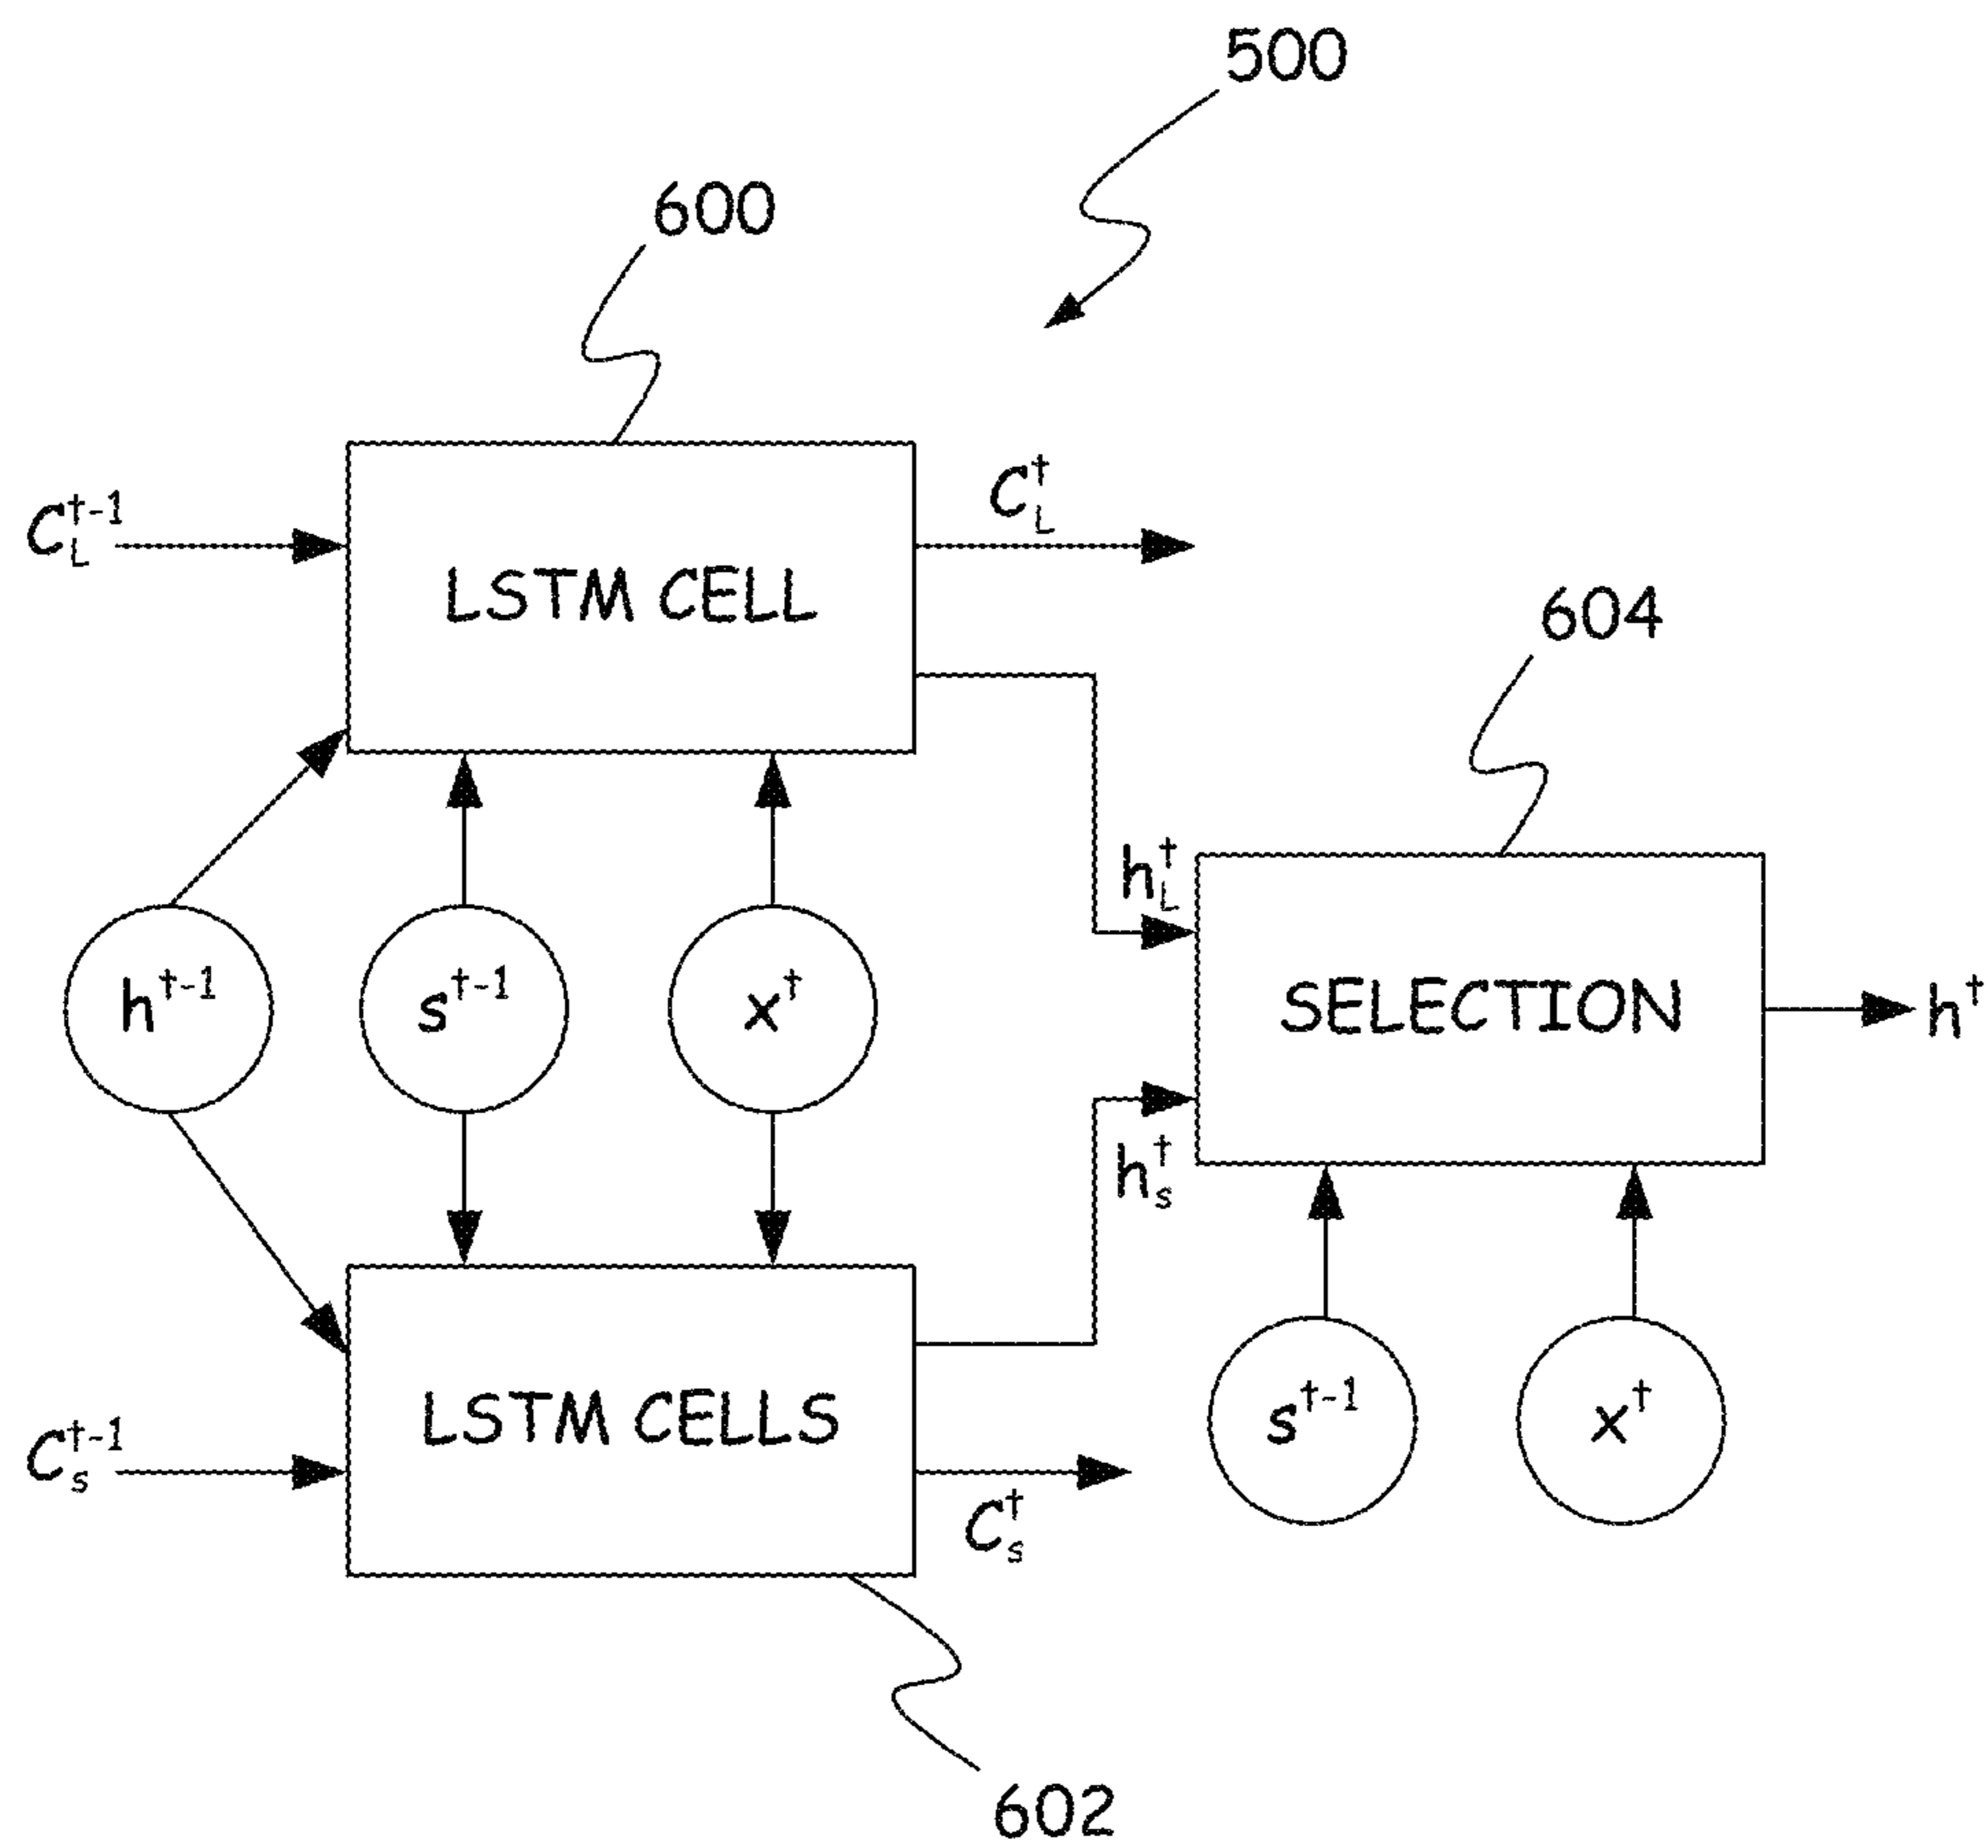 500
600
C_L^{t-1}
C_L^t
LSTM CELL
604
h_L^t
h^{t-1}
s^{t-1}
x^t
SELECTION
h^t
h_s^t
LSTM CELLS
C_s^{t-1}
C_s^t
s^{t-1}
x^t
602